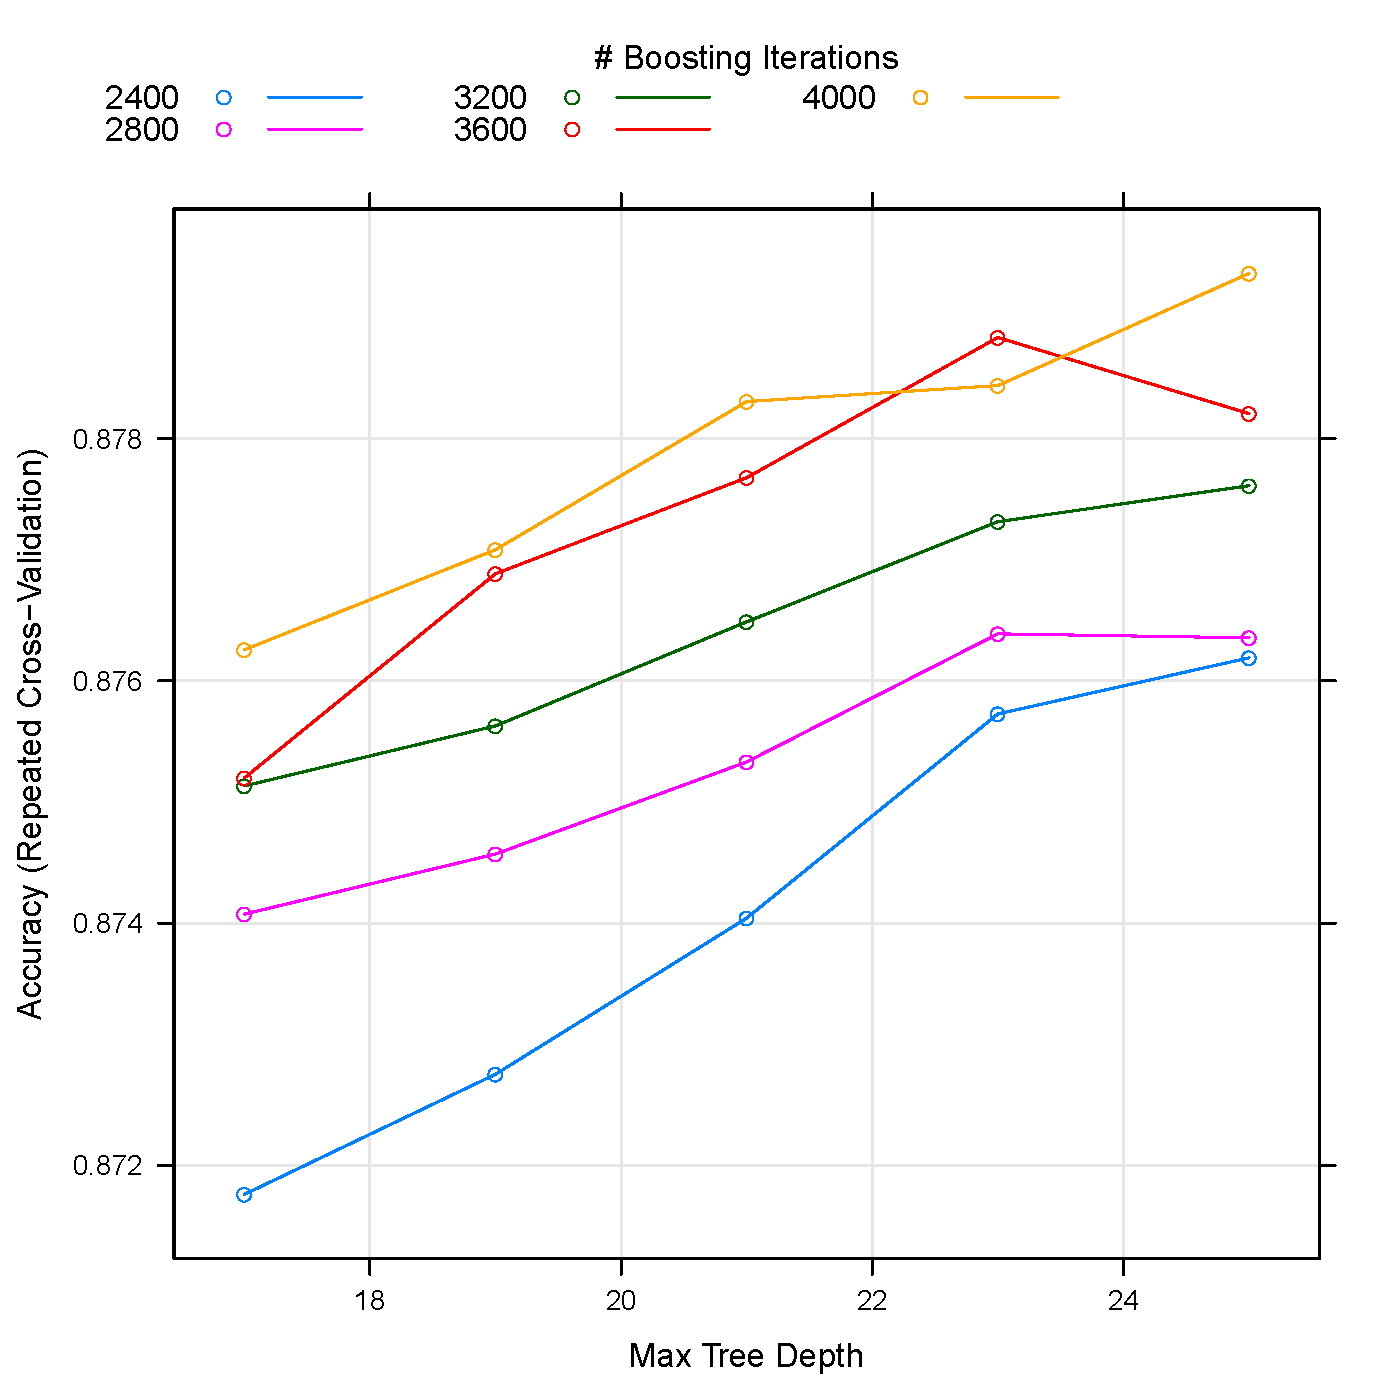 # Boosting Iterations
2400 3200 4000
2800 3600
Accuracy (Repeated Cross−Validation)
0.878
0.876
0.874
0.872
18 20 22 24
Max Tree Depth